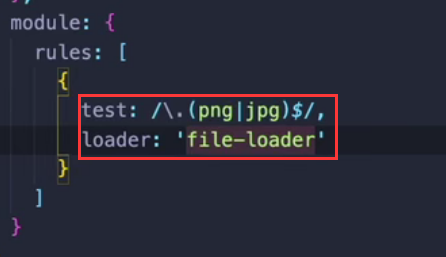 },
module: {
rules: [
{
test: /\.(png|jpg)$/,
loader: 'file-loader'
}
]
}